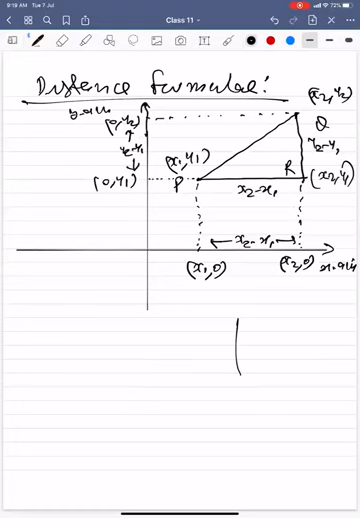 9:19 AM Tue 7 Jul
72%
Class 11
Distance formulae:
y-axis
(x2, y2)
(0, y2)
Q
y2-y1
(x1, y1)
y2-y1
R
(0, y1)
P
x2-x1
(x2, y1)
x2-x1
(x1, 0)
(x2, 0)
x-axis